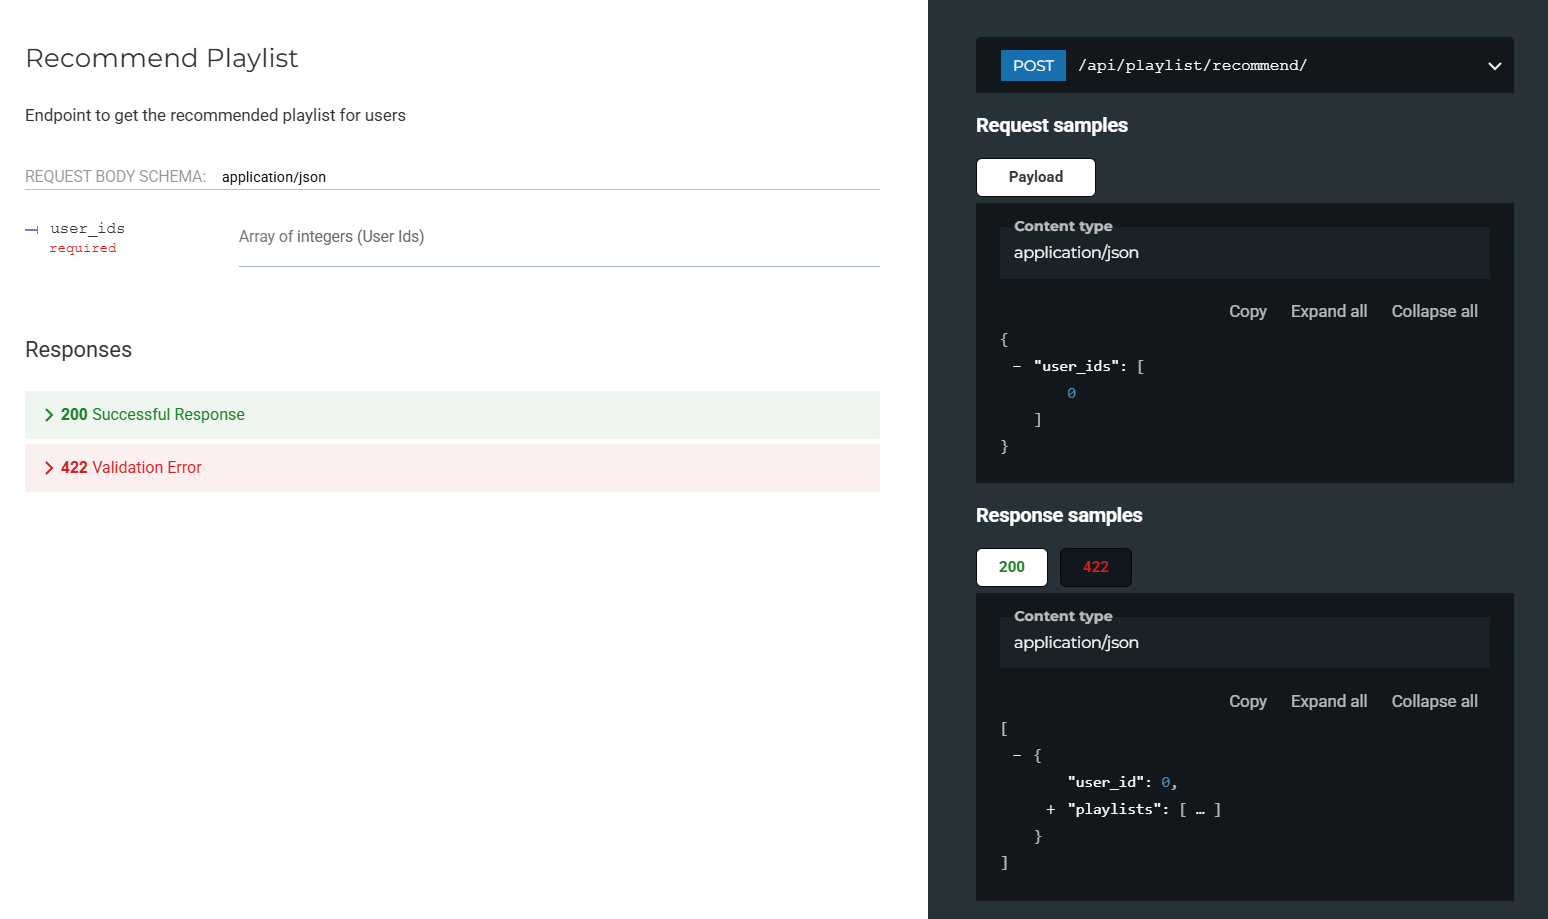 Recommend Playlist
Endpoint to get the recommended playlist for users
REQUEST BODY SCHEMA: application/json
user_ids
required
Array of integers (User Ids)
Responses
200 Successful Response
422 Validation Error
POST /api/playlist/recommend/
Request samples
Payload
Content type
application/json
Copy Expand all Collapse all
{
- "user_ids": [
0
]
}
Response samples
200 422
Content type
application/json
Copy Expand all Collapse all
[
- {
"user_id": 0,
+ "playlists": [ … ]
}
]